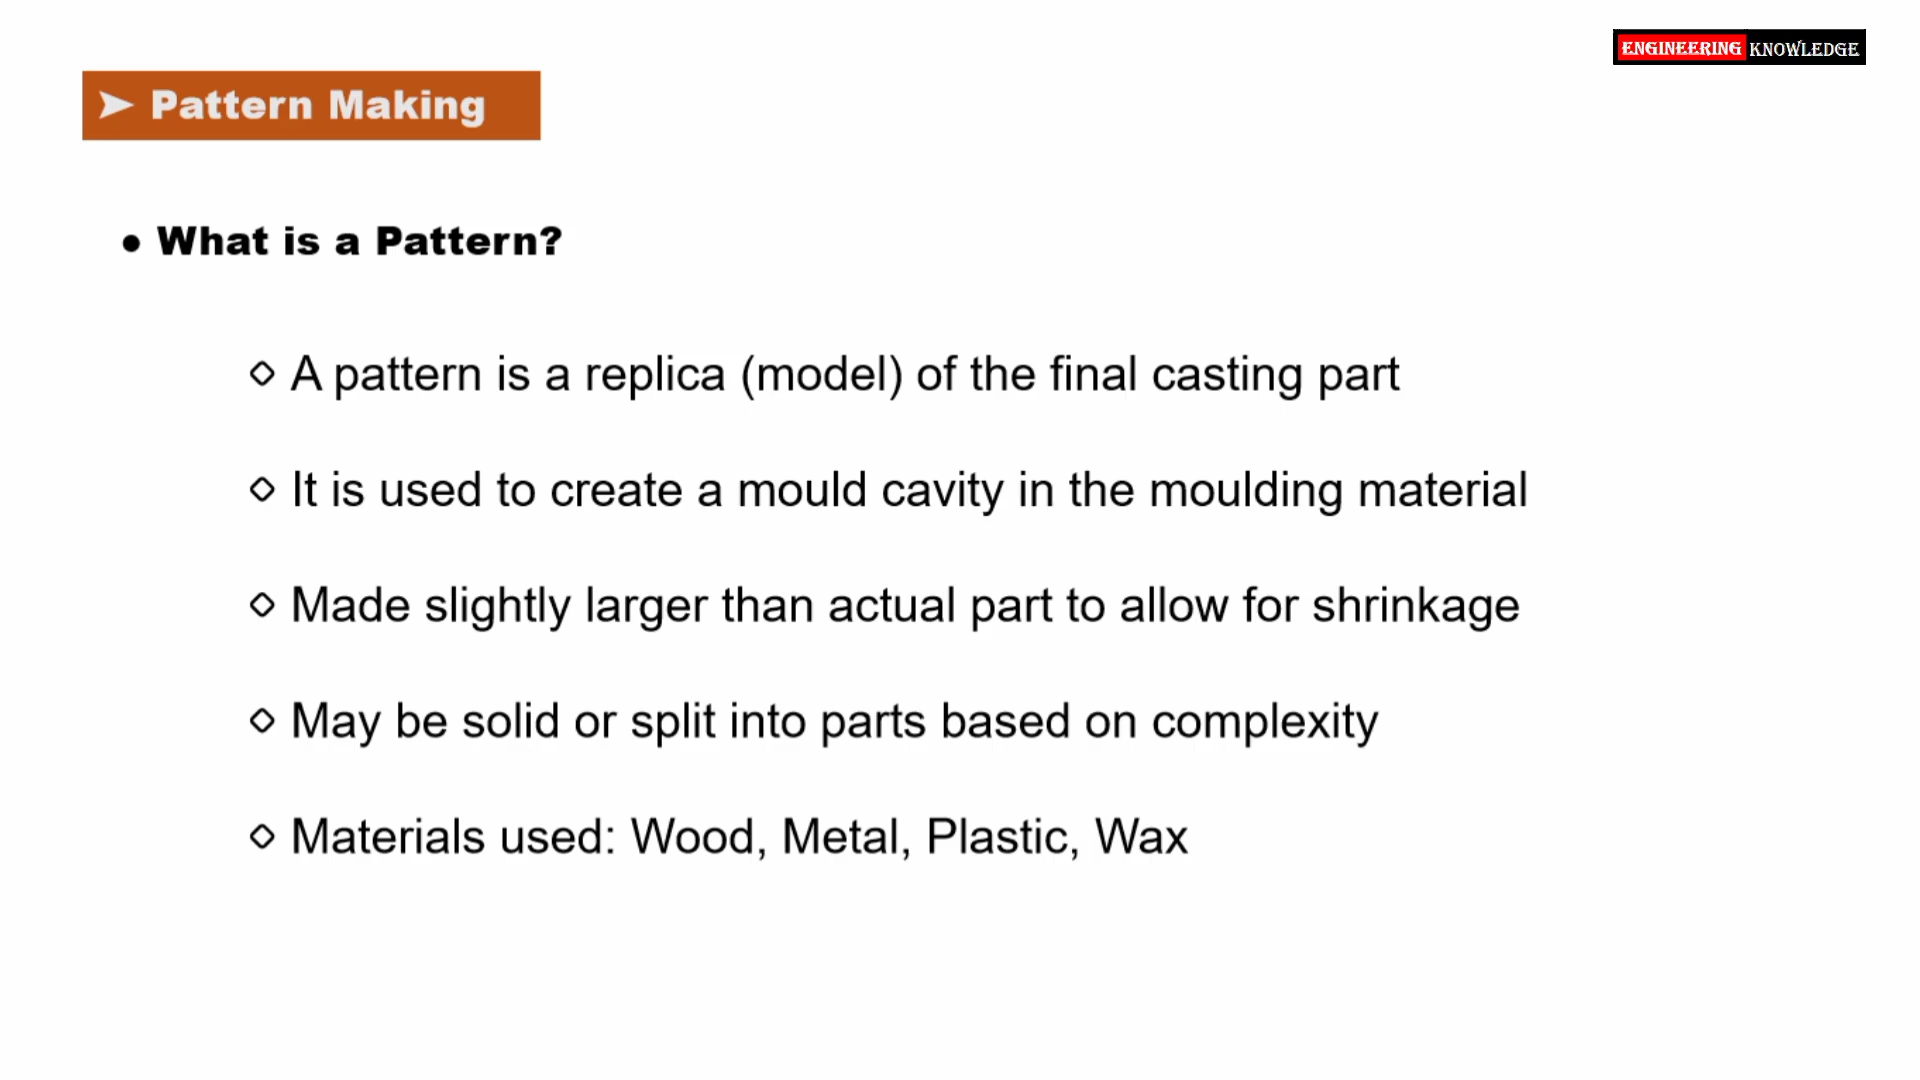 ENGINEERING KNOWLEDGE
➤ Pattern Making
● What is a Pattern?
◇ A pattern is a replica (model) of the final casting part
◇ It is used to create a mould cavity in the moulding material
◇ Made slightly larger than actual part to allow for shrinkage
◇ May be solid or split into parts based on complexity
◇ Materials used: Wood, Metal, Plastic, Wax